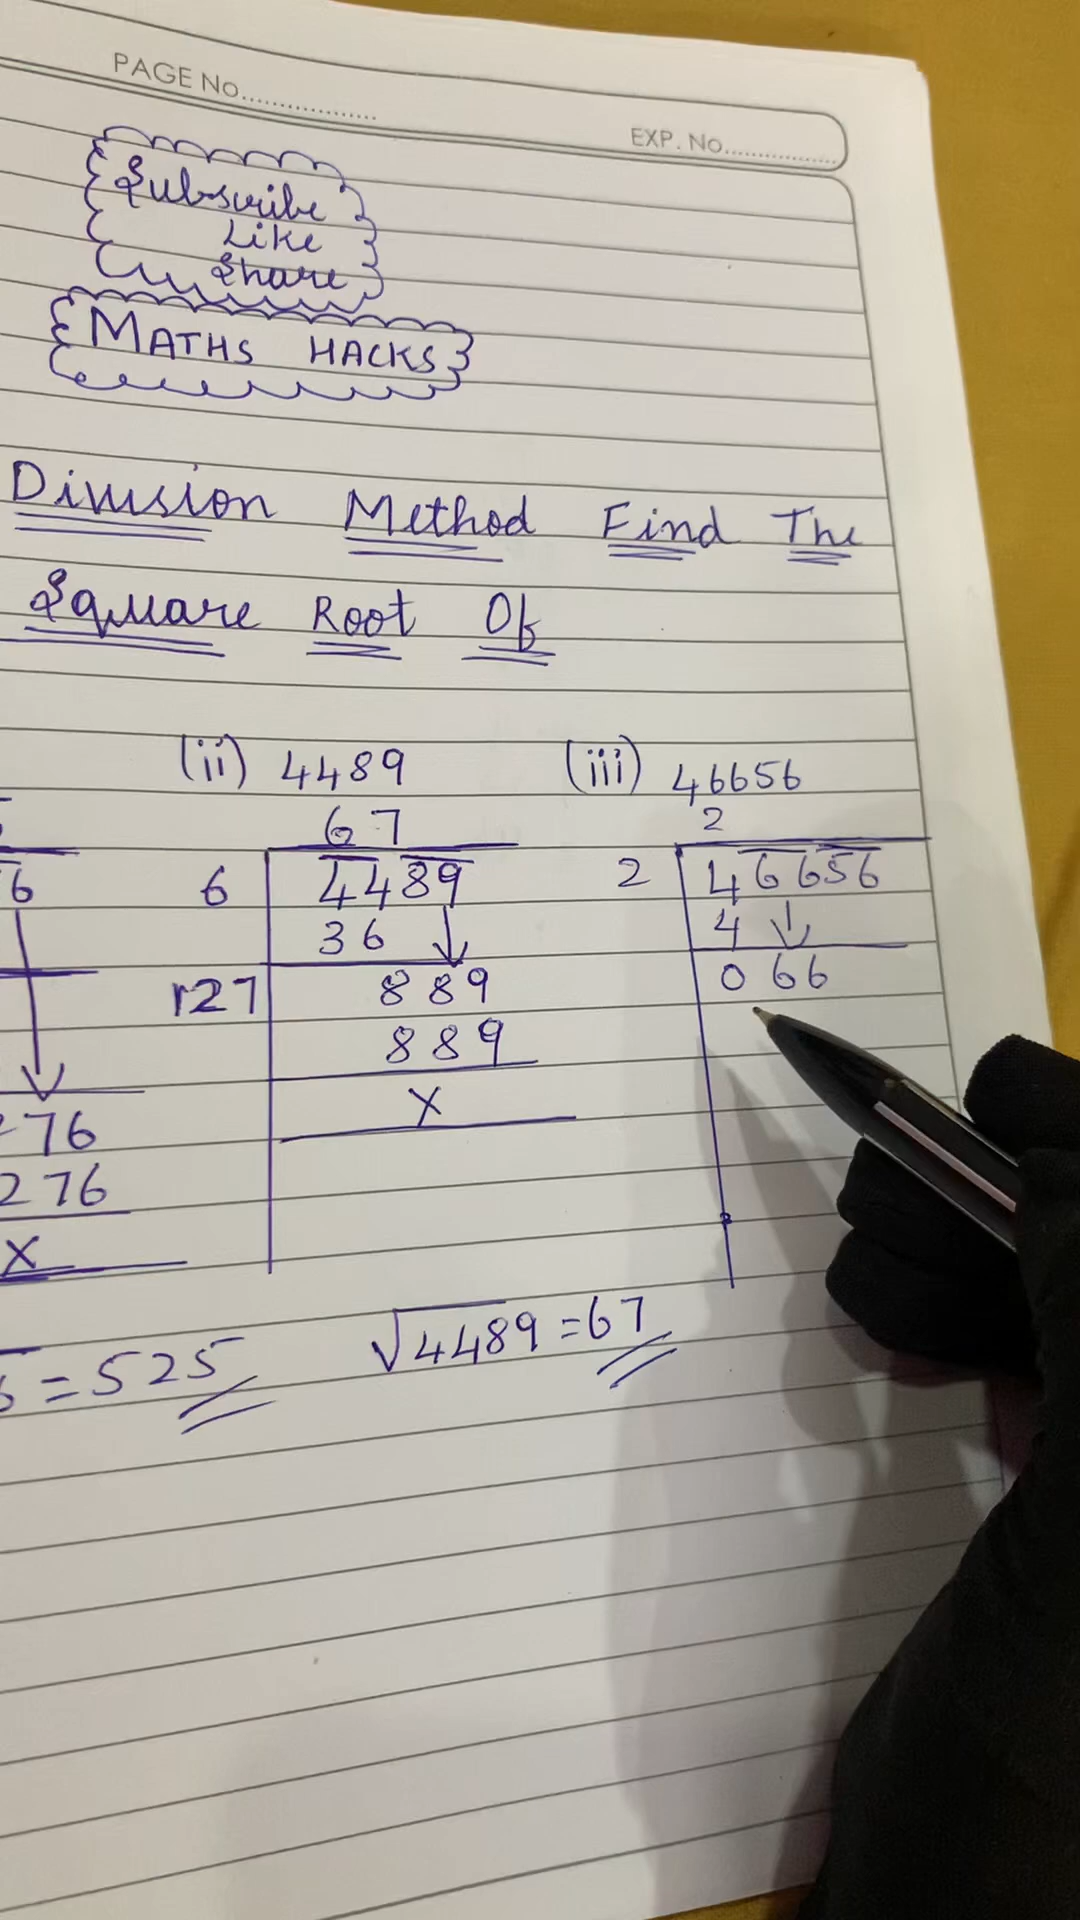 PAGE No..................
EXP. No..................
Subscribe
Like
Share
MATHS HACKS
Division Method Find The
Square Root Of
(ii) 4489
(iii) 46656
67
2
6
6
4489
2
46656
36
4
127
889
066
889
X
76
276
X
= 525
√4489 = 67